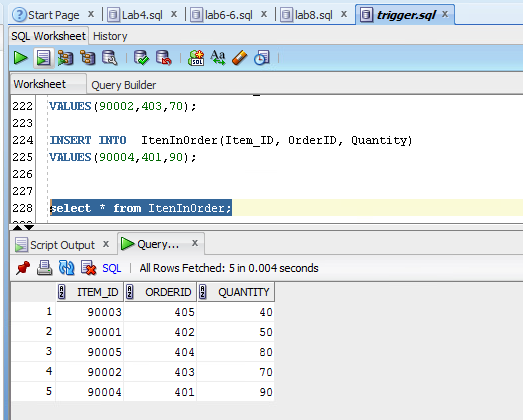 Start Page x Lab4.sql x lab6-6.sql x lab8.sql x trigger.sql x
SQL Worksheet History
Worksheet Query Builder
222 VALUES(90002,403,70);
223
224 INSERT INTO ItenInOrder(Item_ID, OrderID, Quantity)
225 VALUES(90004,401,90);
226
227
228 select * from ItenInOrder;
Script Output x Query... x
SQL | All Rows Fetched: 5 in 0.004 seconds
ITEM_ID ORDERID QUANTITY
1 90003 405 40
2 90001 402 50
3 90005 404 80
4 90002 403 70
5 90004 401 90